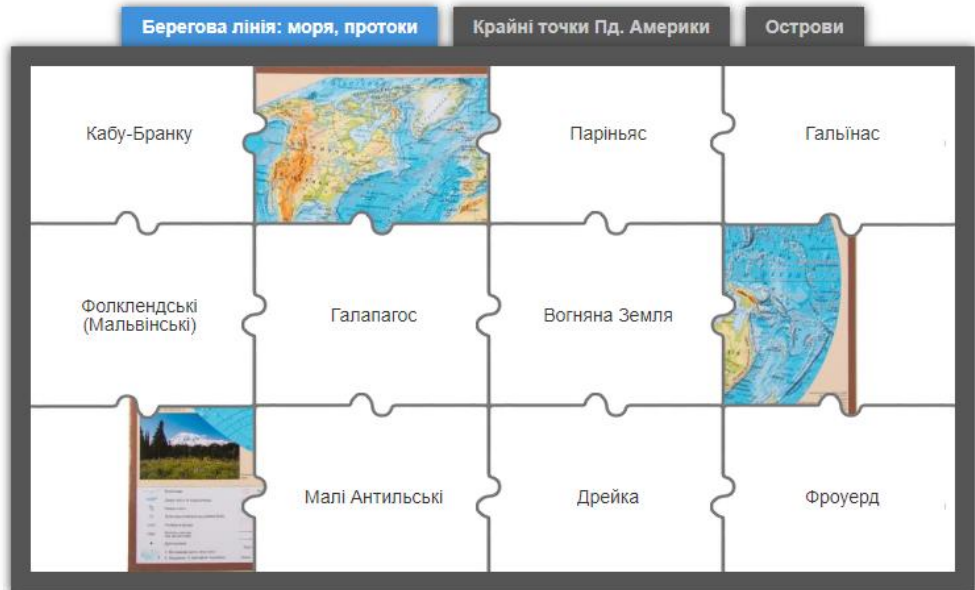 Берегова лінія: моря, протоки
Крайні точки Пд. Америки
Острови
Кабу-Бранку
Паріньяс
Гальїнас
Фолклендські
(Мальвінські)
Галапагос
Вогняна Земля
Малі Антильські
Дрейка
Фроуерд